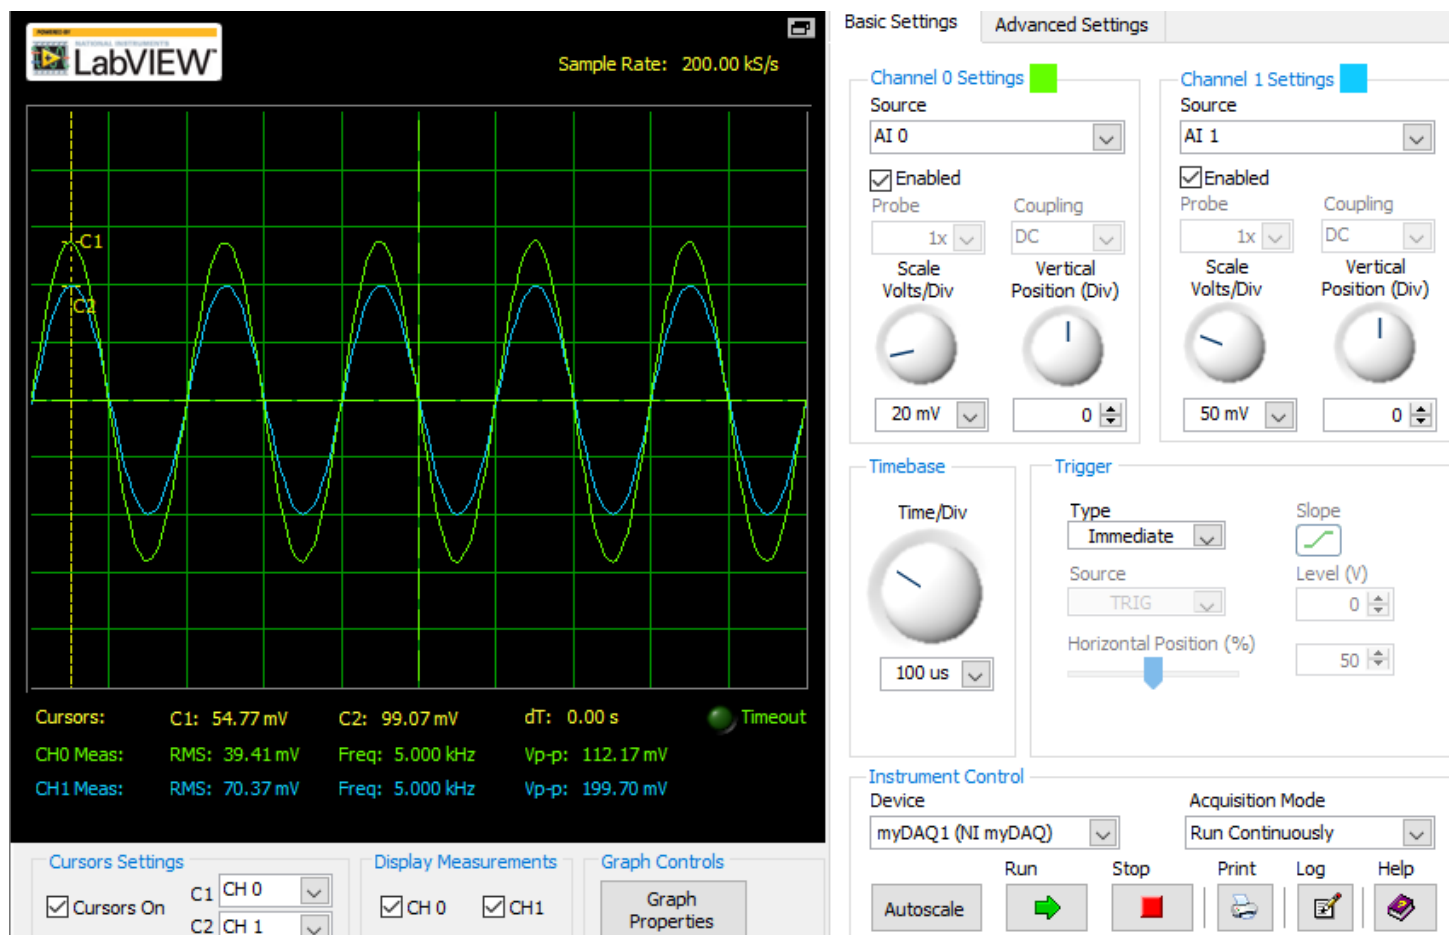 POWERED BY
NATIONAL INSTRUMENTS
LabVIEW
Sample Rate: 200.00 kS/s
C1
C2
Cursors: C1: 54.77 mV C2: 99.07 mV dT: 0.00 s Timeout
CH0 Meas: RMS: 39.41 mV Freq: 5.000 kHz Vp-p: 112.17 mV
CH1 Meas: RMS: 70.37 mV Freq: 5.000 kHz Vp-p: 199.70 mV
Cursors Settings
Cursors On
C1 CH 0
C2 CH 1
Display Measurements
CH 0 CH1
Graph Controls
Graph
Properties
Basic Settings Advanced Settings
Channel 0 Settings
Source
AI 0
Enabled
Probe Coupling
1x DC
Scale Vertical
Volts/Div Position (Div)
20 mV 0
Channel 1 Settings
Source
AI 1
Enabled
Probe Coupling
1x DC
Scale Vertical
Volts/Div Position (Div)
50 mV 0
Timebase
Time/Div
100 us
Trigger
Type Slope
Immediate
Source Level (V)
TRIG 0
Horizontal Position (%)
50
Instrument Control
Device Acquisition Mode
myDAQ1 (NI myDAQ) Run Continuously
Run Stop Print Log Help
Autoscale